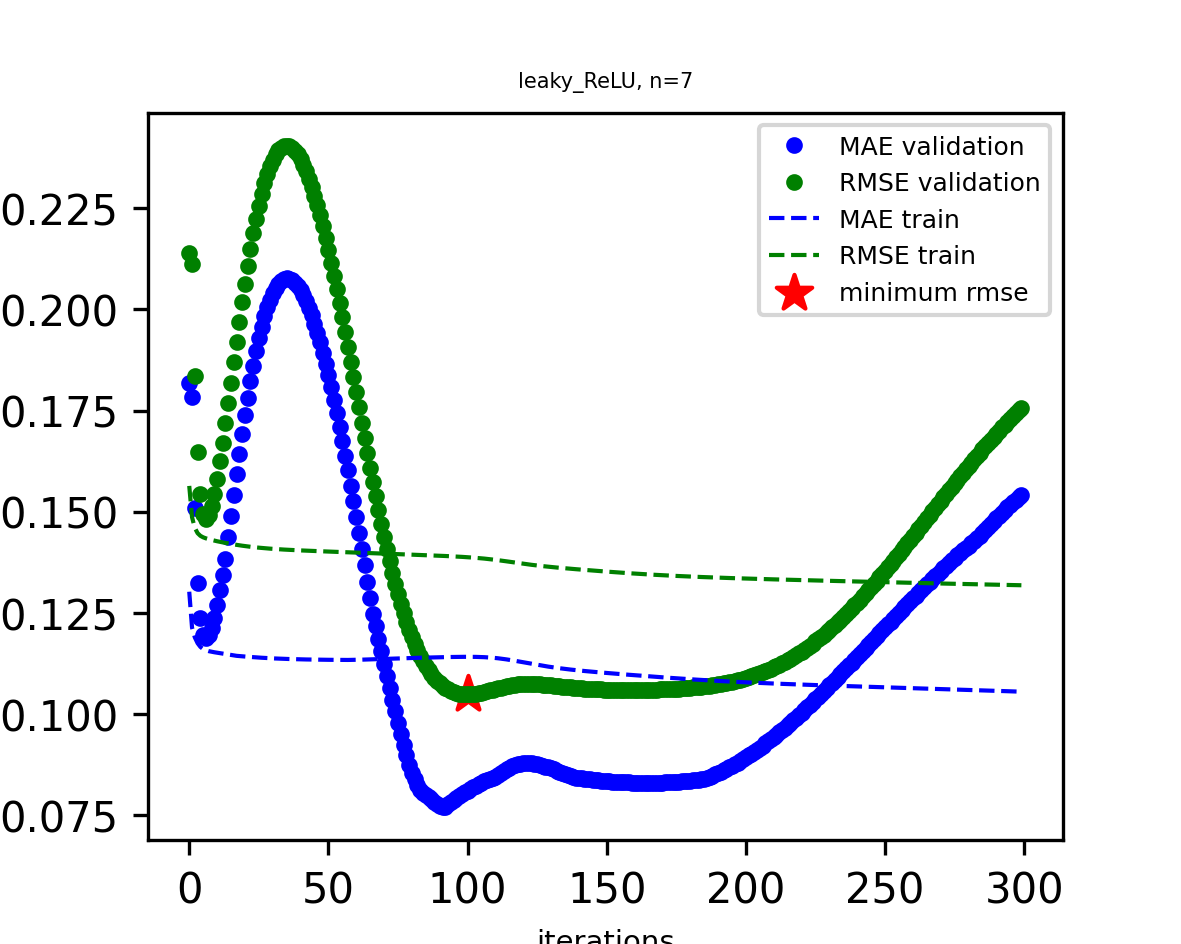 leaky_ReLU, n=7
MAE validation
RMSE validation
MAE train
RMSE train
minimum rmse
0.225
0.200
0.175
0.150
0.125
0.100
0.075
0 50 100 150 200 250 300
iterations